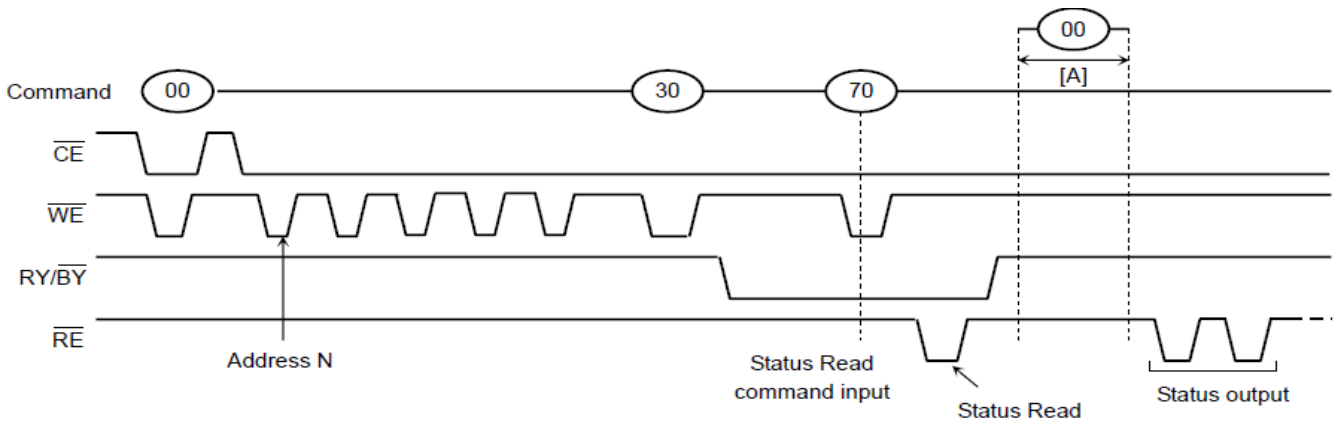 00
[A]
Command 00 30 70
CE
WE
RY/BY
RE
Address N
Status Read
command input
Status Read
Status output